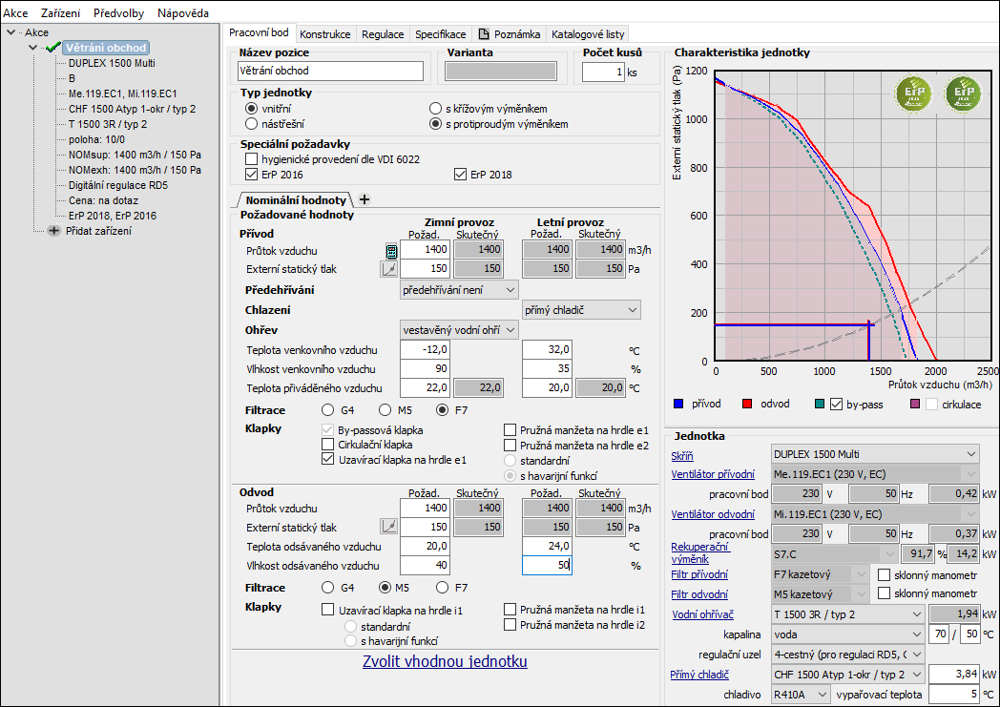 Akce Zařízení Předvolby Nápověda
Akce
Větrání obchod
DUPLEX 1500 Multi
B
Me.119.EC1, Mi.119.EC1
CHF 1500 Atyp 1-okr / typ 2
T 1500 3R / typ 2
poloha: 10/0
NOMsup: 1400 m3/h / 150 Pa
NOMexh: 1400 m3/h / 150 Pa
Digitální regulace RD5
Cena: na dotaz
ErP 2018, ErP 2016
Přidat zařízení
Pracovní bod Konstrukce Regulace Specifikace Poznámka Katalogové listy
Název pozice Varianta Počet kusů
Větrání obchod 1 ks
Typ jednotky
vnitřní s křížovým výměníkem
nástřešní s protiproudým výměníkem
Speciální požadavky
hygienické provedení dle VDI 6022
ErP 2016 ErP 2018
Nominální hodnoty +
Požadované hodnoty Zimní provoz Letní provoz
Přívod Požad. Skutečný Požad. Skutečný
Průtok vzduchu 1400 1400 1400 1400 m3/h
Externí statický tlak 150 150 150 150 Pa
Předehřívání předehřívání není
Chlazení přímý chladič
Ohřev vestavěný vodní ohří
Teplota venkovního vzduchu -12,0 32,0 °C
Vlhkost venkovního vzduchu 90 35 %
Teplota přiváděného vzduchu 22,0 22,0 20,0 20,0 °C
Filtrace G4 M5 F7
Klapky By-passová klapka Pružná manžeta na hrdle e1
Cirkulační klapka Pružná manžeta na hrdle e2
Uzavírací klapka na hrdle e1 standardní
s havarijní funkcí
Odvod Požad. Skutečný Požad. Skutečný
Průtok vzduchu 1400 1400 1400 1400 m3/h
Externí statický tlak 150 150 150 150 Pa
Teplota odsávaného vzduchu 20,0 24,0 °C
Vlhkost odsávaného vzduchu 40 50 %
Filtrace G4 M5 F7
Klapky Uzavírací klapka na hrdle i1 Pružná manžeta na hrdle i1
standardní Pružná manžeta na hrdle i2
s havarijní funkcí
Zvolit vhodnou jednotku
Charakteristika jednotky
Externí statický tlak (Pa)
1200
1000
800
600
400
200
0
ErP ErP
0 500 1000 1500 2000 2500
Průtok vzduchu (m3/h)
přívod odvod by-pass cirkulace
Jednotka
Skříň DUPLEX 1500 Multi
Ventilátor přívodní Me.119.EC1 (230 V, EC)
pracovní bod 230 V 50 Hz 0,42 kW
Ventilátor odvodní Mi.119.EC1 (230 V, EC)
pracovní bod 230 V 50 Hz 0,37 kW
Rekuperační
výměník S7.C 91,7 % 14,2 kW
Filtr přívodní F7 kazetový sklonný manometr
Filtr odvodní M5 kazetový sklonný manometr
Vodní ohřívač T 1500 3R / typ 2 1,94 kW
kapalina voda 70 / 50 °C
regulační uzel 4-cestný (pro regulaci RD5, C
Přímý chladič CHF 1500 Atyp 1-okr / typ 2 3,84 kW
chladivo R410A vypařovací teplota 5 °C